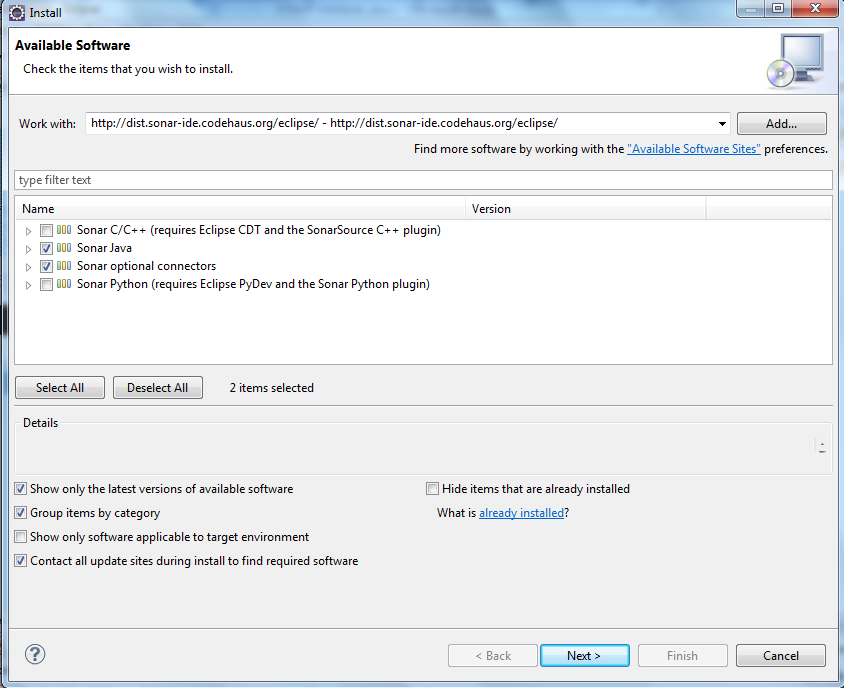 Install
Available Software
Check the items that you wish to install.
Work with: http://dist.sonar-ide.codehaus.org/eclipse/ - http://dist.sonar-ide.codehaus.org/eclipse/ Add...
Find more software by working with the "Available Software Sites" preferences.
type filter text
Name Version
Sonar C/C++ (requires Eclipse CDT and the SonarSource C++ plugin)
Sonar Java
Sonar optional connectors
Sonar Python (requires Eclipse PyDev and the Sonar Python plugin)
Select All Deselect All 2 items selected
Details
Show only the latest versions of available software Hide items that are already installed
Group items by category What is already installed?
Show only software applicable to target environment
Contact all update sites during install to find required software
? < Back Next > Finish Cancel